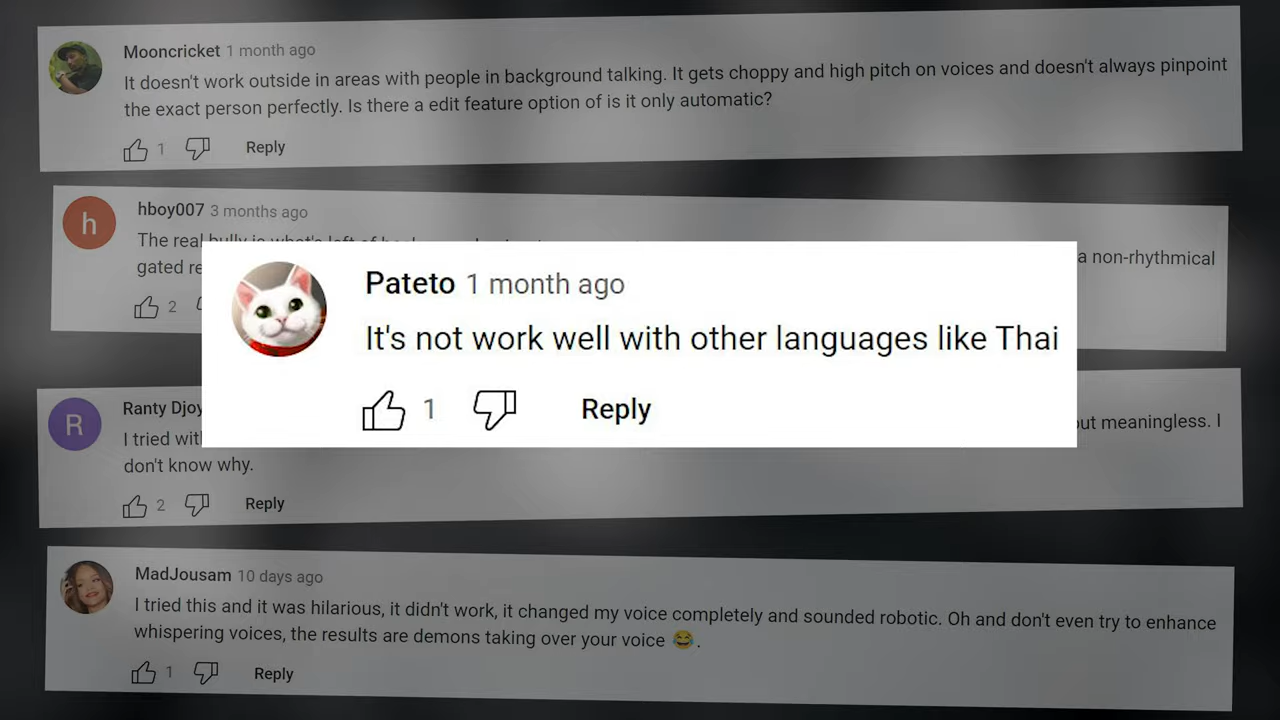 Mooncricket 1 month ago
It doesn't work outside in areas with people in background talking. It gets choppy and high pitch on voices and doesn't always pinpoint
the exact person perfectly. Is there a edit feature option of is it only automatic?
1 Reply
h
hboy007 3 months ago
The real bully is what's left of
a non-rhythmical
gated
2
Pateto 1 month ago
It's not work well with other languages like Thai
1 Reply
R
Ranty Djoy
I tried
meaningless. I
don't know why.
2 Reply
MadJousam 10 days ago
I tried this and it was hilarious, it didn't work, it changed my voice completely and sounded robotic. Oh and don't even try to enhance
whispering voices, the results are demons taking over your voice 😂.
1 Reply